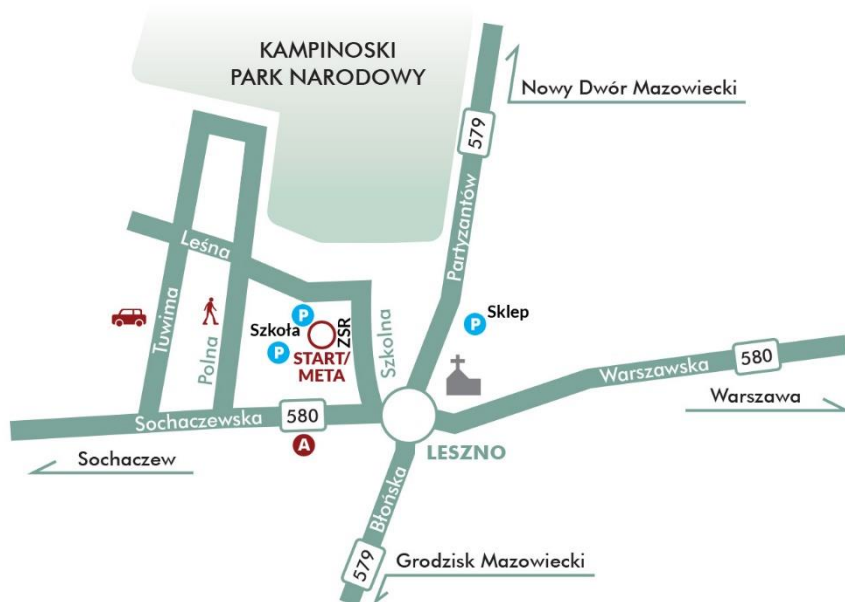 KAMPINOSKI
PARK NARODOWY
Nowy Dwór Mazowiecki
579
Partyzantów
Leśna
Tuwima
Polna
Szkoła
P
P
ZSR
START/
META
Szkolna
P
Sklep
580
Warszawska
Warszawa
Sochaczewska
580
A
Sochaczew
LESZNO
Błońska
579
Grodzisk Mazowiecki